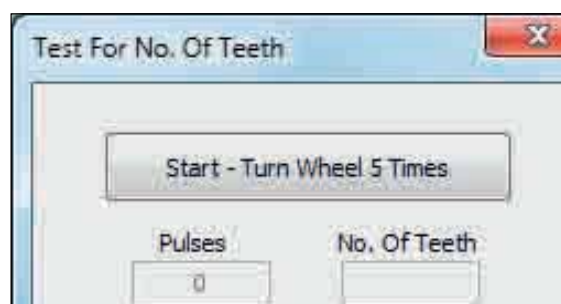 Test For No. Of Teeth
Start - Turn Wheel 5 Times
Pulses No. Of Teeth
0